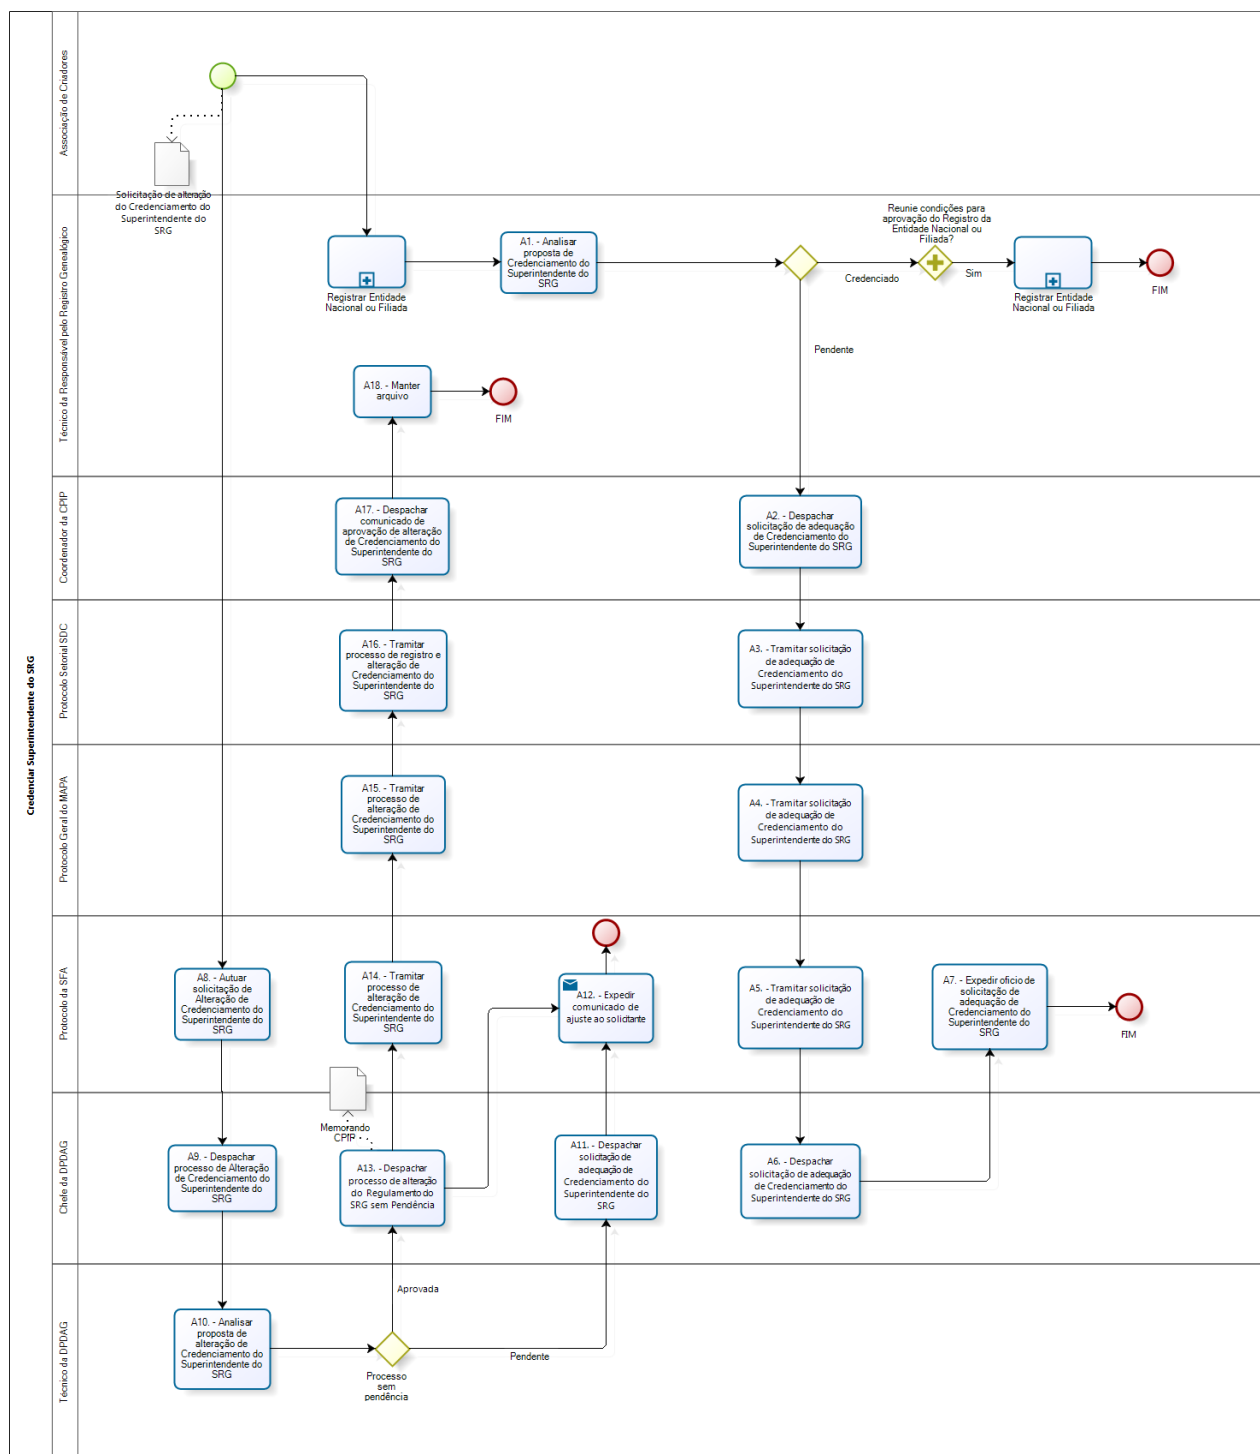 Credenciar Superintendente do SRG
Associação de Criadores
Solicitação de alteração
do Credenciamento do
Superintendente do
SRG
Técnico da Responsável pelo Registro Genealógico
Registrar Entidade
Nacional ou Filiada
A1. - Analisar
proposta de
Credenciamento do
Superintendente do
SRG
Reunie condições para
aprovação do Registro da
Entidade Nacional ou
Filiada?
Credenciado
Sim
Registrar Entidade
Nacional ou Filiada
FIM
Pendente
A18. - Manter
arquivo
FIM
Coordenador da CPIP
A17. - Despachar
comunicado de
aprovação de alteração
de Credenciamento do
Superintendente do
SRG
A2. - Despachar
solicitação de adequação
de Credenciamento do
Superintendente do SRG
Protocolo Setorial SDC
A16. - Tramitar
processo de registro e
alteração de
Credenciamento do
Superintendente do
SRG
A3. - Tramitar solicitação
de adequação de
Credenciamento do
Superintendente do SRG
Protocolo Geral do MAPA
A15. - Tramitar
processo de
alteração de
Credenciamento do
Superintendente do
SRG
A4. - Tramitar solicitação
de adequação de
Credenciamento do
Superintendente do SRG
Protocolo da SFA
A8. - Autuar
solicitação de
Alteração de
Credenciamento do
Superintendente do
SRG
A14. - Tramitar
processo de
alteração de
Credenciamento do
Superintendente do
SRG
A12. - Expedir
comunicado de
ajuste ao solicitante
A5. - Tramitar solicitação
de adequação de
Credenciamento do
Superintendente do SRG
A7. - Expedir oficio de
solicitação de
adequação de
Credenciamento do
Superintendente do
SRG
FIM
Chefe da DPDAG
A9. - Despachar
processo de Alteração
de Credenciamento do
Superintendente do
SRG
Memorando
CPIP
A13. - Despachar
processo de alteração
do Regulamento do
SRG sem Pendência
A11. - Despachar
solicitação de
adequação de
Credenciamento do
Superintendente do
SRG
A6. - Despachar
solicitação de adequação
de Credenciamento do
Superintendente do SRG
Técnico da DPDAG
A10. - Analisar
proposta de
alteração de
Credenciamento do
Superintendente do
SRG
Aprovada
Processo
sem
pendência
Pendente